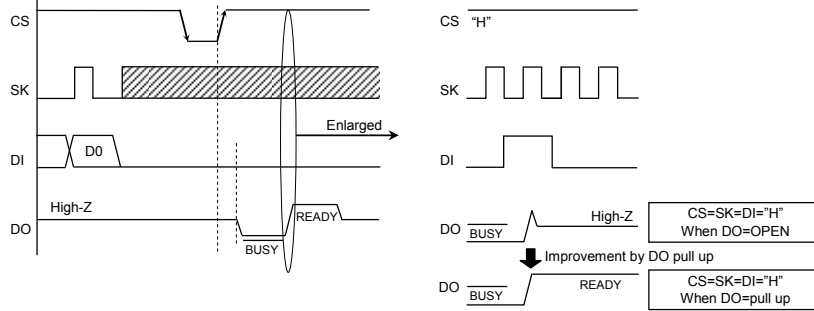 CS
SK
DI
D0
Enlarged
High-Z
DO
BUSY
READY
CS "H"
SK
DI
DO
BUSY
High-Z
CS=SK=DI="H"
When DO=OPEN
Improvement by DO pull up
DO
BUSY
READY
CS=SK=DI="H"
When DO=pull up